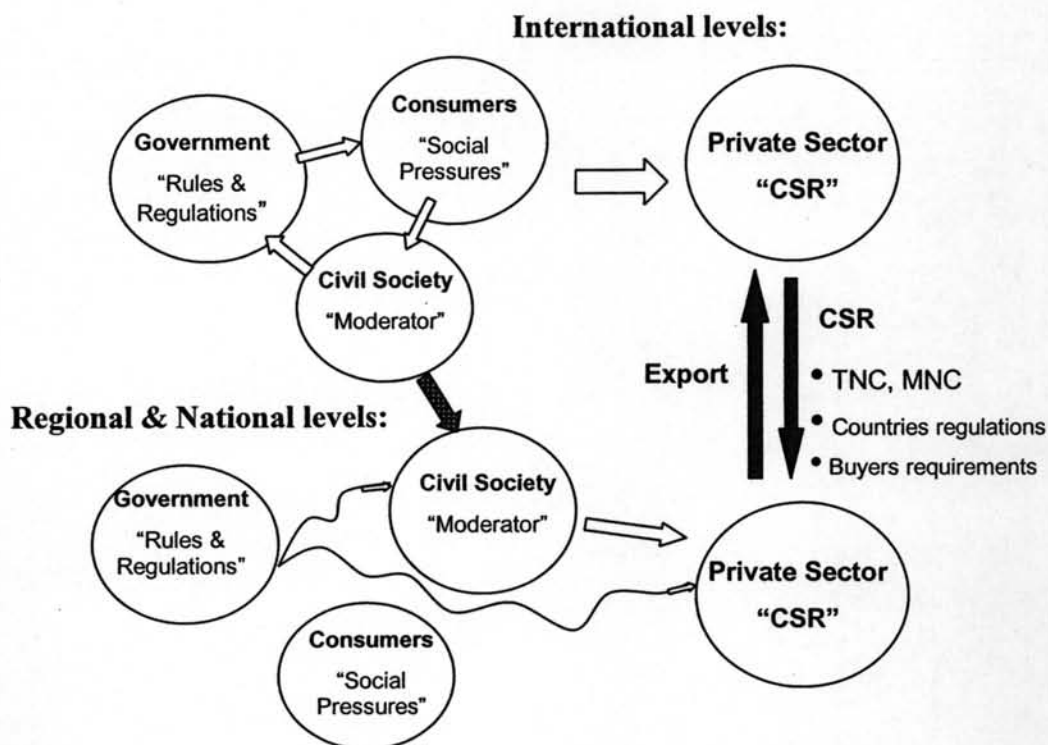 International levels:
Government
"Rules &
Regulations"
Consumers
"Social
Pressures"
Civil Society
"Moderator"
Private Sector
"CSR"
Export
CSR
• TNC, MNC
• Countries regulations
• Buyers requirements
Regional & National levels:
Government
"Rules &
Regulations"
Civil Society
"Moderator"
Consumers
"Social
Pressures"
Private Sector
"CSR"